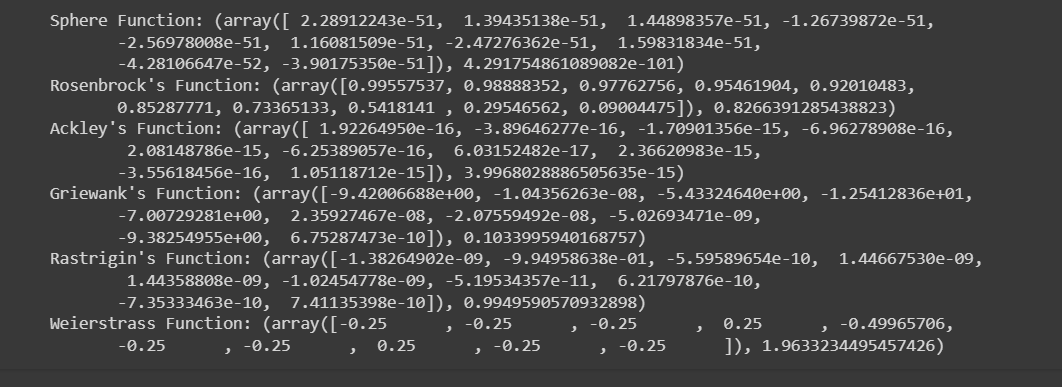 Sphere Function: (array([ 2.28912243e-51,  1.39435138e-51,  1.44898357e-51, -1.26739872e-51,
       -2.56978008e-51,  1.16081509e-51, -2.47276362e-51,  1.59831834e-51,
       -4.28106647e-52, -3.90175350e-51]), 4.291754861089082e-101)
Rosenbrock's Function: (array([0.99557537, 0.98888352, 0.97762756, 0.95461904, 0.92010483,
       0.85287771, 0.73365133, 0.5418141 , 0.29546562, 0.09004475]), 0.8266391285438823)
Ackley's Function: (array([ 1.92264950e-16, -3.89646277e-16, -1.70901356e-15, -6.96278908e-16,
        2.08148786e-15, -6.25389057e-16,  6.03152482e-17,  2.36620983e-15,
       -3.55618456e-16,  1.05118712e-15]), 3.9968028886505635e-15)
Griewank's Function: (array([-9.42006688e+00, -1.04356263e-08, -5.43324640e+00, -1.25412836e+01,
       -7.00729281e+00,  2.35927467e-08, -2.07559492e-08, -5.02693471e-09,
       -9.38254955e+00,  6.75287473e-10]), 0.1033995940168757)
Rastrigin's Function: (array([-1.38264902e-09, -9.94958638e-01, -5.59589654e-10,  1.44667530e-09,
        1.44358808e-09, -1.02454778e-09, -5.19534357e-11,  6.21797876e-10,
       -7.35333463e-10,  7.41135398e-10]), 0.9949590570932898)
Weierstrass Function: (array([-0.25      , -0.25      , -0.25      ,  0.25      , -0.49965706,
       -0.25      , -0.25      ,  0.25      , -0.25      , -0.25      ]), 1.9633234495457426)